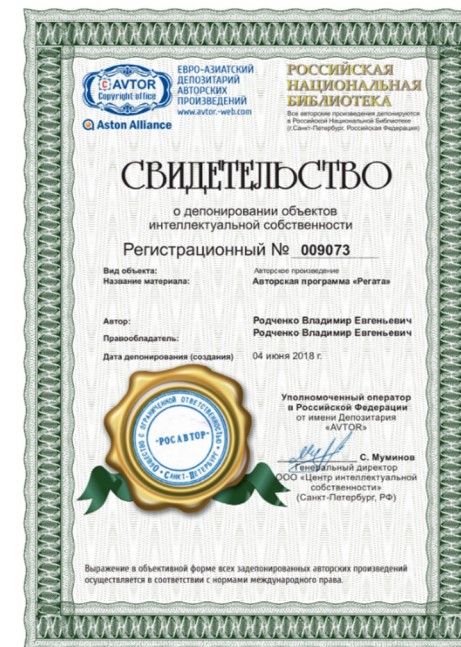 © AVTOR
Copyright office
Aston Alliance
ЕВРО-АЗИАТСКИЙ
ДЕПОЗИТАРИЙ
АВТОРСКИХ
ПРОИЗВЕДЕНИЙ
www.avtor.-web.com
РОССИЙСКАЯ
НАЦИОНАЛЬНАЯ
БИБЛИОТЕКА
Все авторские произведения депонируются
в Российской Национальной Библиотеке
(г.Санкт-Петербург, Российская Федерация)
СВИДЕТЕЛЬСТВО
о депонировании объектов
интеллектуальной собственности
Регистрационный № 009073
Вид объекта: Авторское произведение
Название материала: Авторская программа «Регата»
Автор: Родченко Владимир Евгеньевич
Правообладатель: Родченко Владимир Евгеньевич
Дата депонирования (создания) 04 июня 2018 г.
Уполномоченный оператор
в Российской Федерации
от имени Депозитария
«AVTOR»
С. Муминов
Генеральный директор
ООО «Центр интеллектуальной
собственности»
(Санкт-Петербург, РФ)
ОБЩЕСТВО С ОГРАНИЧЕННОЙ ОТВЕТСТВЕННОСТЬЮ
•РОСАВТОР•
САНКТ-ПЕТЕРБУРГ
Выражение в объективной форме всех задепонированных авторских произведений
осуществляется в соответствии с нормами международного права.